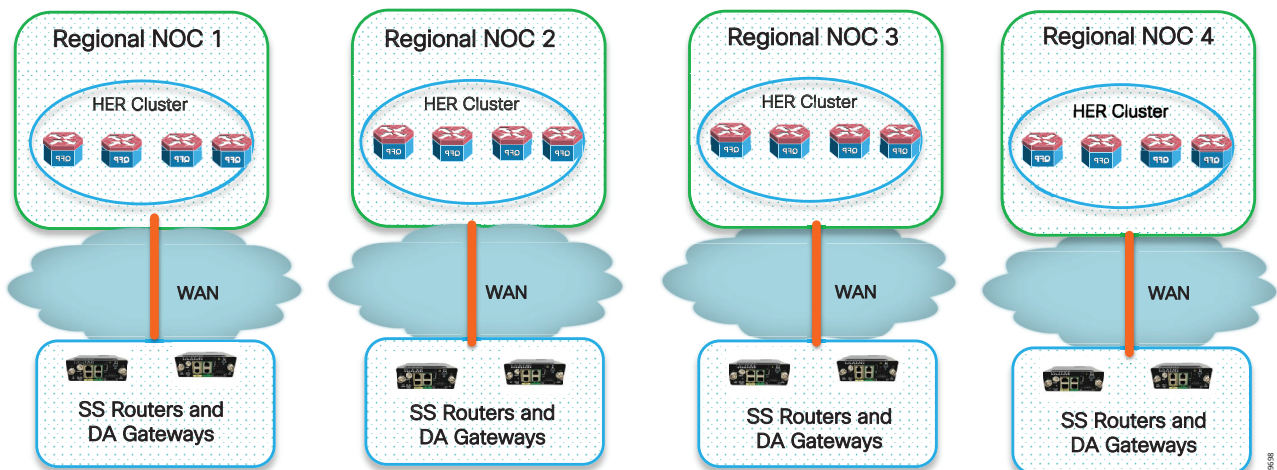 Regional NOC 1
Regional NOC 2
Regional NOC 3
Regional NOC 4
HER Cluster
HER Cluster
HER Cluster
HER Cluster
WAN
WAN
WAN
WAN
SS Routers and
DA Gateways
SS Routers and
DA Gateways
SS Routers and
DA Gateways
SS Routers and
DA Gateways